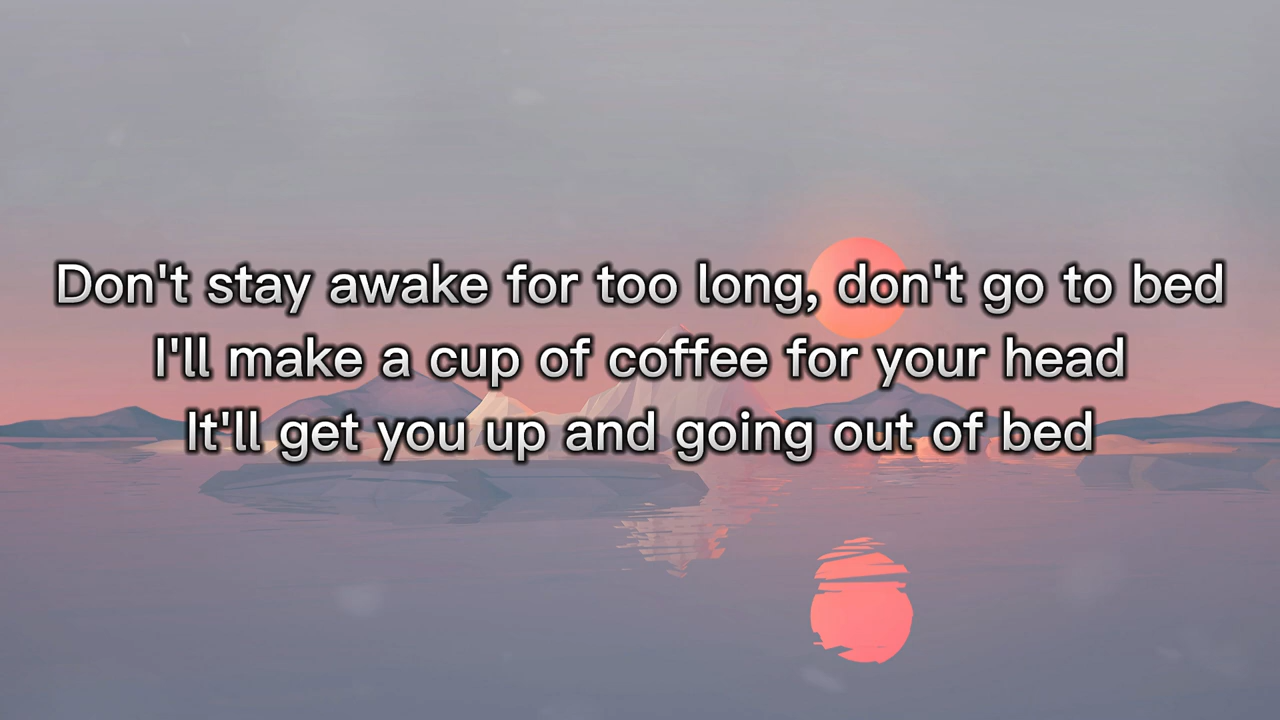 Don't stay awake for too long, don't go to bed
I'll make a cup of coffee for your head
It'll get you up and going out of bed